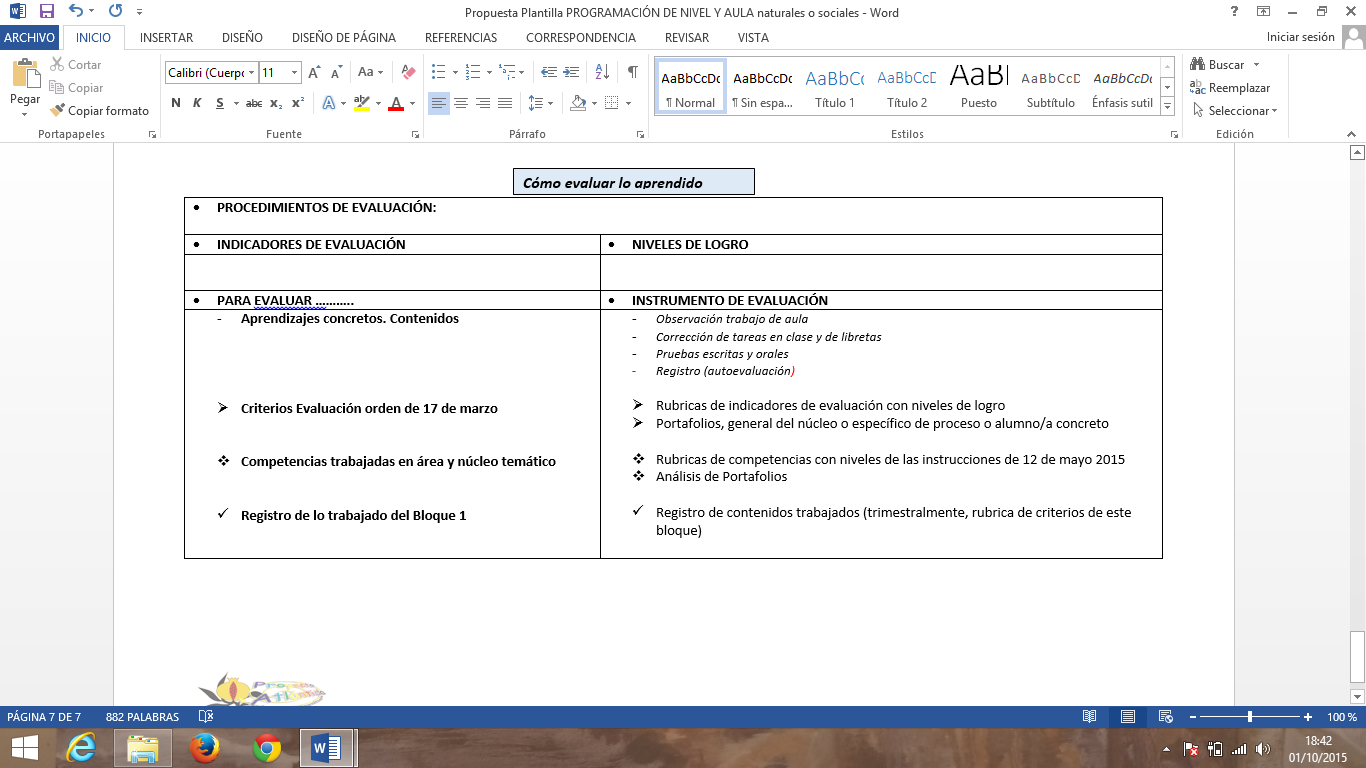 Propuesta Plantilla PROGRAMACIÓN DE NIVEL Y AULA naturales o sociales - Word
ARCHIVO INICIO INSERTAR DISEÑO DISEÑO DE PÁGINA REFERENCIAS CORRESPONDENCIA REVISAR VISTA Iniciar sesión
Pegar
Cortar
Copiar
Copiar formato
Portapapeles
Calibri (Cuerpo 11
N K S abc x₂ x²
Fuente
Párrafo
AaBbCcDc AaBbCcDc AaBbCc AaBbCcD AaB AaBbCcD AaBbCcDc
¶ Normal ¶ Sin espa... Título 1 Título 2 Puesto Subtítulo Énfasis sutil
Estilos
Buscar
Reemplazar
Seleccionar
Edición
Cómo evaluar lo aprendido
• PROCEDIMIENTOS DE EVALUACIÓN:
• INDICADORES DE EVALUACIÓN
• NIVELES DE LOGRO
• PARA EVALUAR ………..
• INSTRUMENTO DE EVALUACIÓN
- Aprendizajes concretos. Contenidos
- Observación trabajo de aula
- Corrección de tareas en clase y de libretas
- Pruebas escritas y orales
- Registro (autoevaluación)
➢ Criterios Evaluación orden de 17 de marzo
➢ Rubricas de indicadores de evaluación con niveles de logro
➢ Portafolios, general del núcleo o específico de proceso o alumno/a concreto
❖ Competencias trabajadas en área y núcleo temático
❖ Rubricas de competencias con niveles de las instrucciones de 12 de mayo 2015
❖ Análisis de Portafolios
✓ Registro de lo trabajado del Bloque 1
✓ Registro de contenidos trabajados (trimestralmente, rubrica de criterios de este
bloque)
PÁGINA 7 DE 7 882 PALABRAS 100 %
18:42
01/10/2015